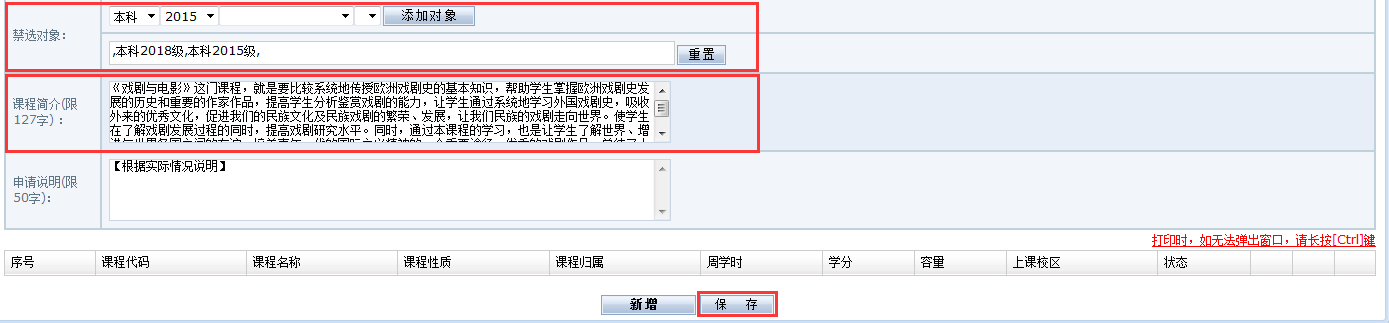 本科 2015 添加对象
禁选对象:
,本科2018级,本科2015级, 重置
《戏剧与电影》这门课程，就是要比较系统地传授欧洲戏剧史的基本知识，帮助学生掌握欧洲戏剧史发
展的历史和重要的作家作品，提高学生分析鉴赏戏剧的能力，让学生通过系统地学习外国戏剧史，吸收
外来的优秀文化，促进我们的民族文化及民族戏剧的繁荣、发展，让我们民族的戏剧走向世界。使学生
在了解戏剧发展过程的同时，提高戏剧研究水平。同时，通过本课程的学习，也是让学生了解世界、增
课程简介(限
127字)：
【根据实际情况说明】
申请说明(限
50字)：
打印时，如无法弹出窗口，请长按[Ctrl]键
序号 课程代码 课程名称 课程性质 课程归属 周学时 学分 容量 上课校区 状态
新增 保 存